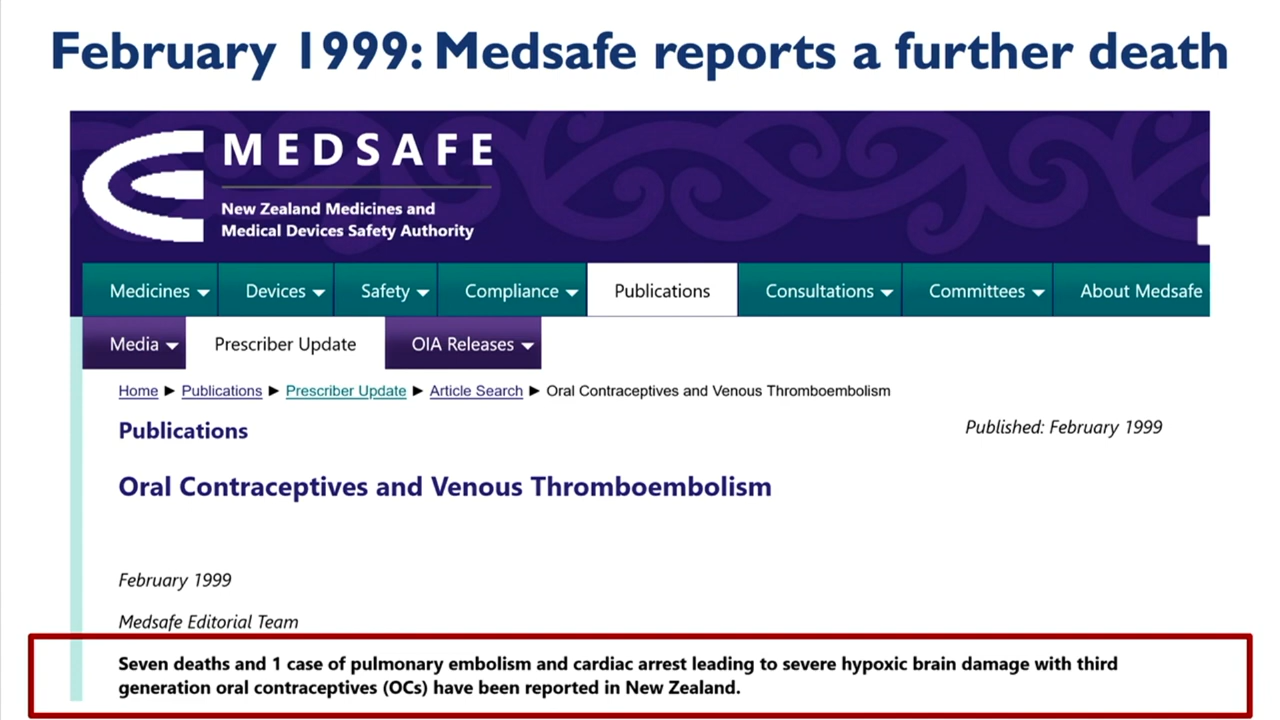 February 1999: Medsafe reports a further death
MEDSAFE
New Zealand Medicines and
Medical Devices Safety Authority
Medicines Devices Safety Compliance Publications Consultations Committees About Medsafe
Media Prescriber Update OIA Releases
Home ► Publications ► Prescriber Update ► Article Search ► Oral Contraceptives and Venous Thromboembolism
Publications
Published: February 1999
Oral Contraceptives and Venous Thromboembolism
February 1999
Medsafe Editorial Team
Seven deaths and 1 case of pulmonary embolism and cardiac arrest leading to severe hypoxic brain damage with third
generation oral contraceptives (OCs) have been reported in New Zealand.